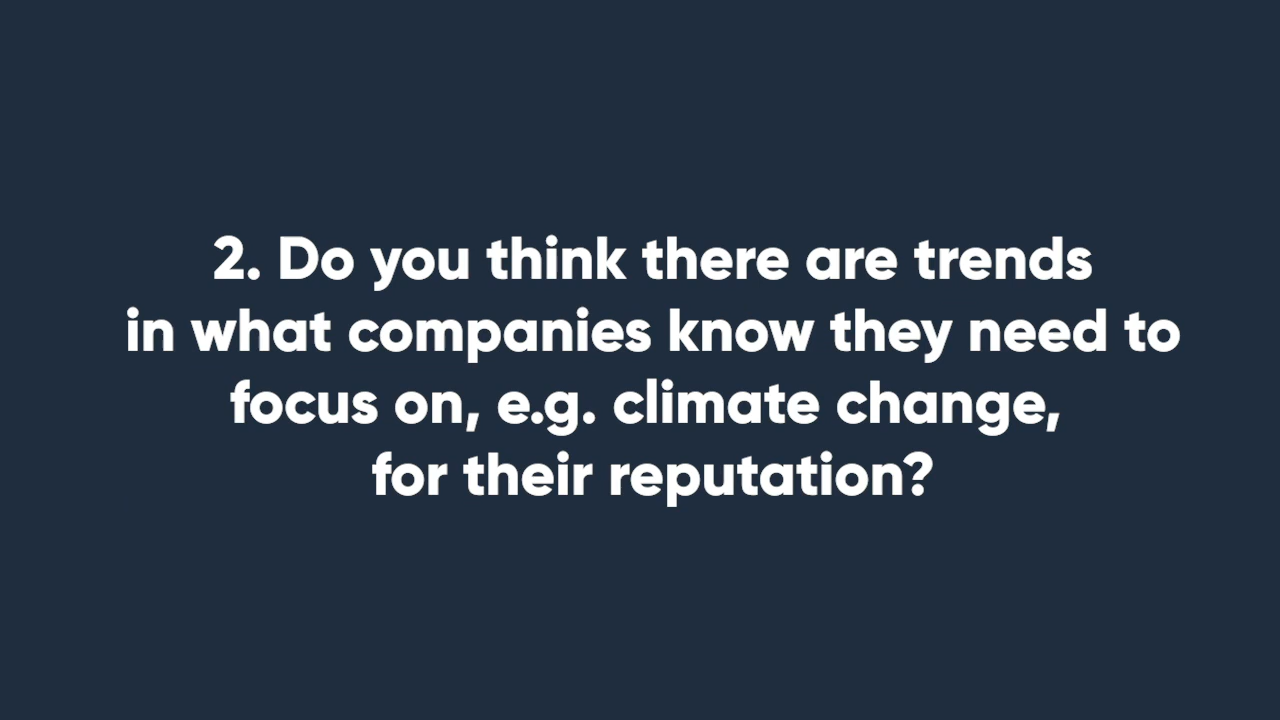 2. Do you think there are trends
in what companies know they need to
focus on, e.g. climate change,
for their reputation?